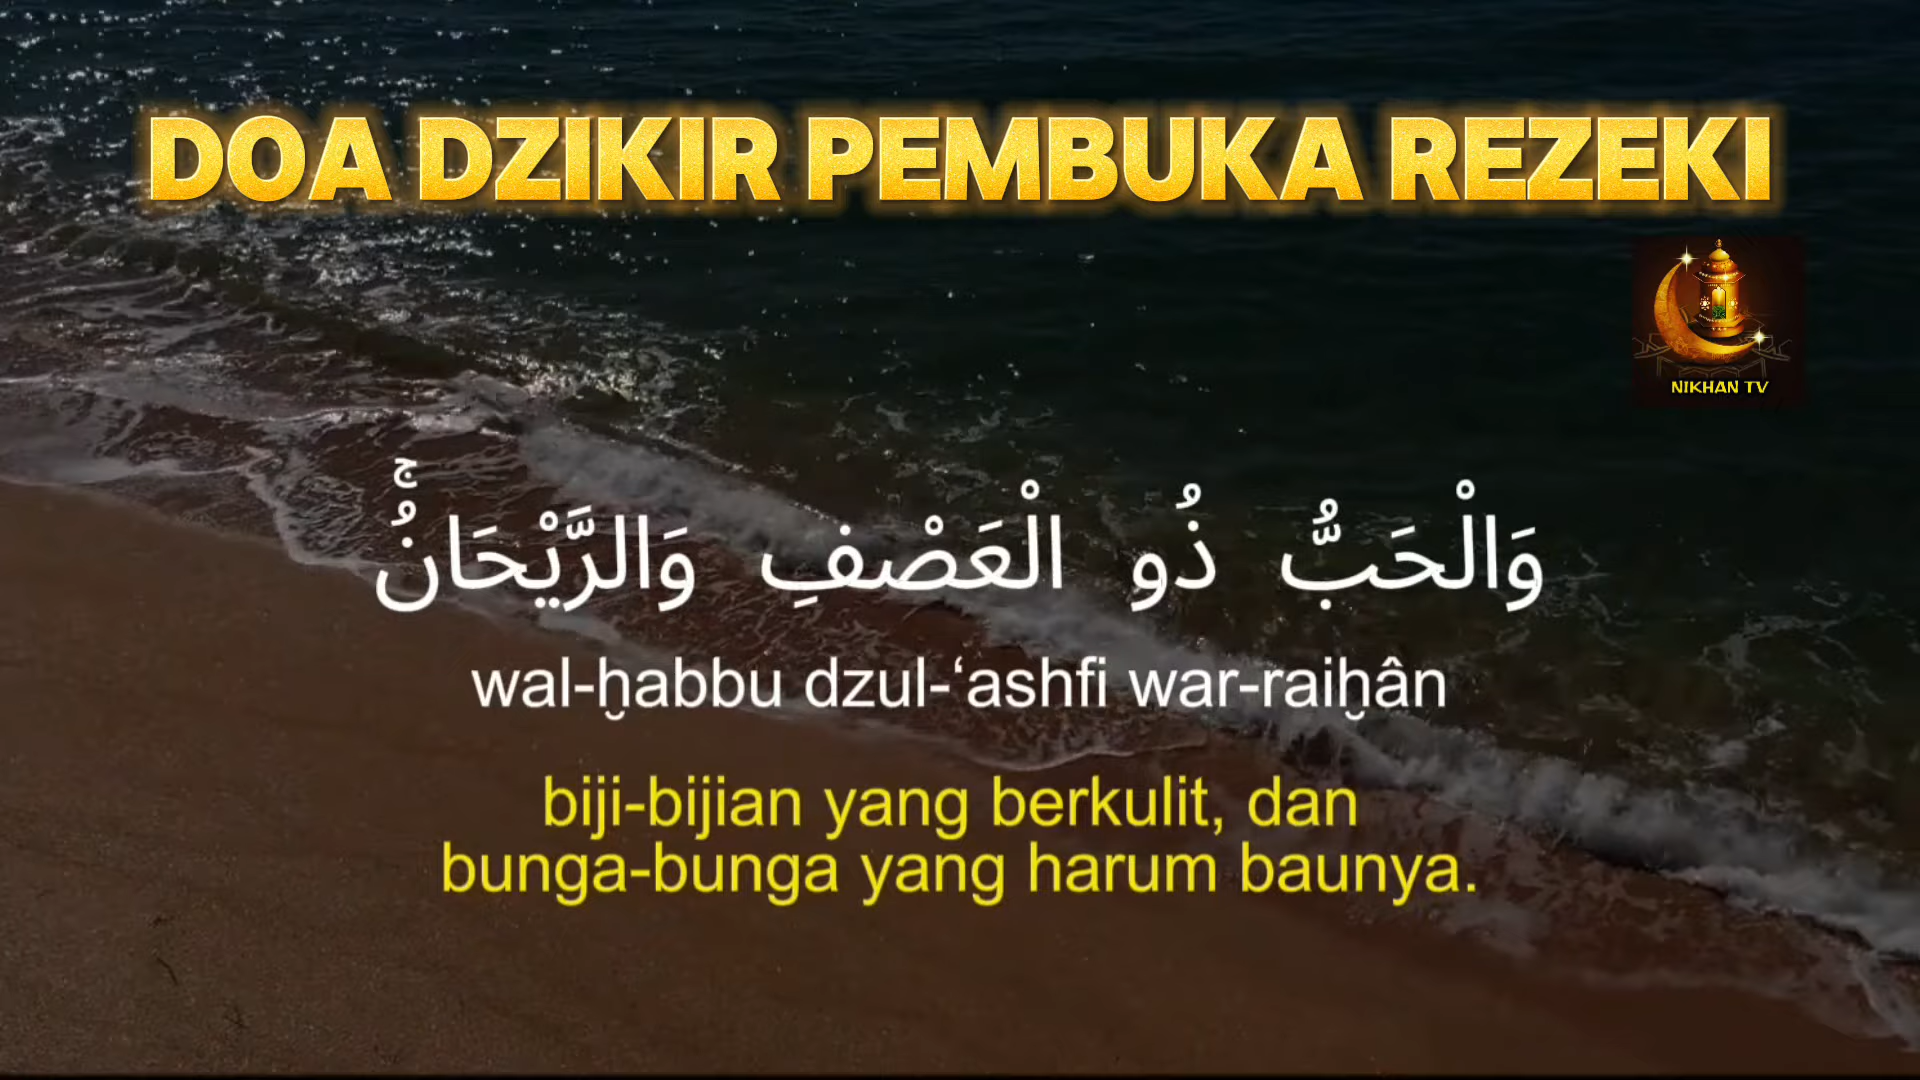 DOA DZIKIR PEMBUKA REZEKI
NIKHAN TV
وَالْحَبُّ ذُو الْعَصْفِ وَالرَّيْحَانُۚ
wal-ḫabbu dzul-‘ashfi war-raiḫân
biji-bijian yang berkulit, dan
bunga-bunga yang harum baunya.